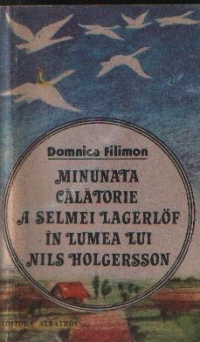 Domnica Filimon
MINUNATA
CĂLĂTORIE
A SELMEI LAGERLÖF
ÎN LUMEA LUI
NILS HOLGERSSON
EDITURA ALBATROS